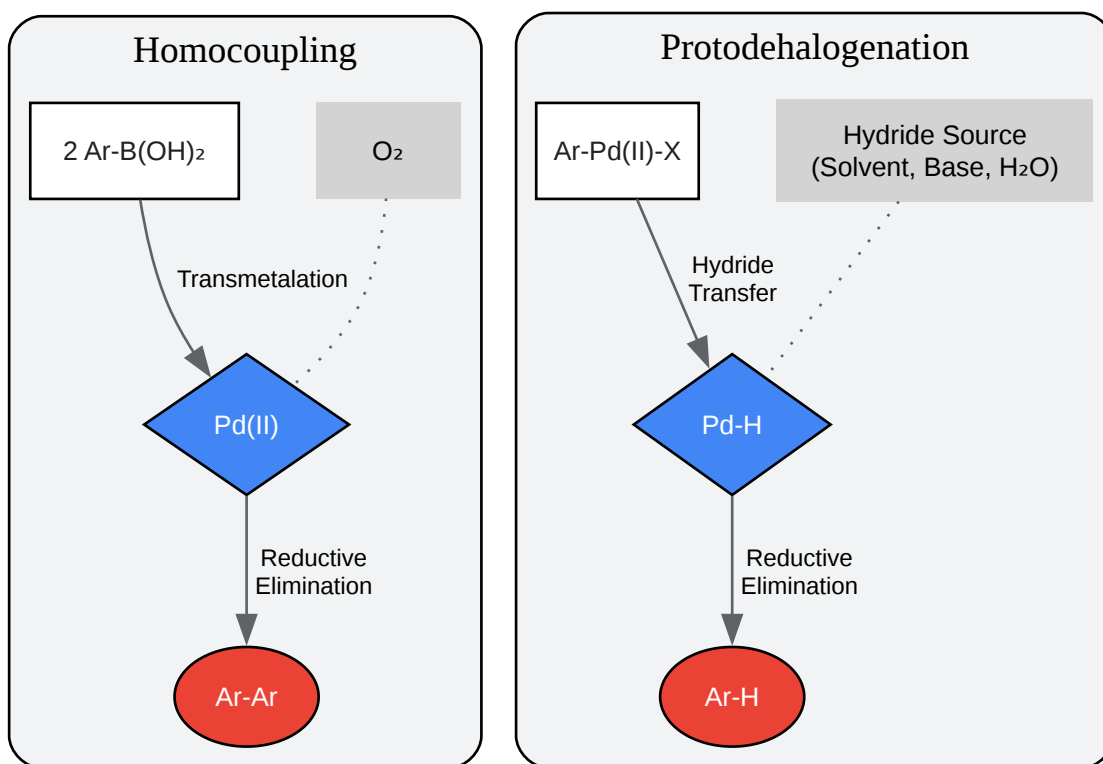 Homocoupling
2 Ar-B(OH)₂
O₂
Transmetalation
Pd(II)
Reductive
Elimination
Ar-Ar
Protodehalogenation
Ar-Pd(II)-X
Hydride Source
(Solvent, Base, H₂O)
Hydride
Transfer
Pd-H
Reductive
Elimination
Ar-H